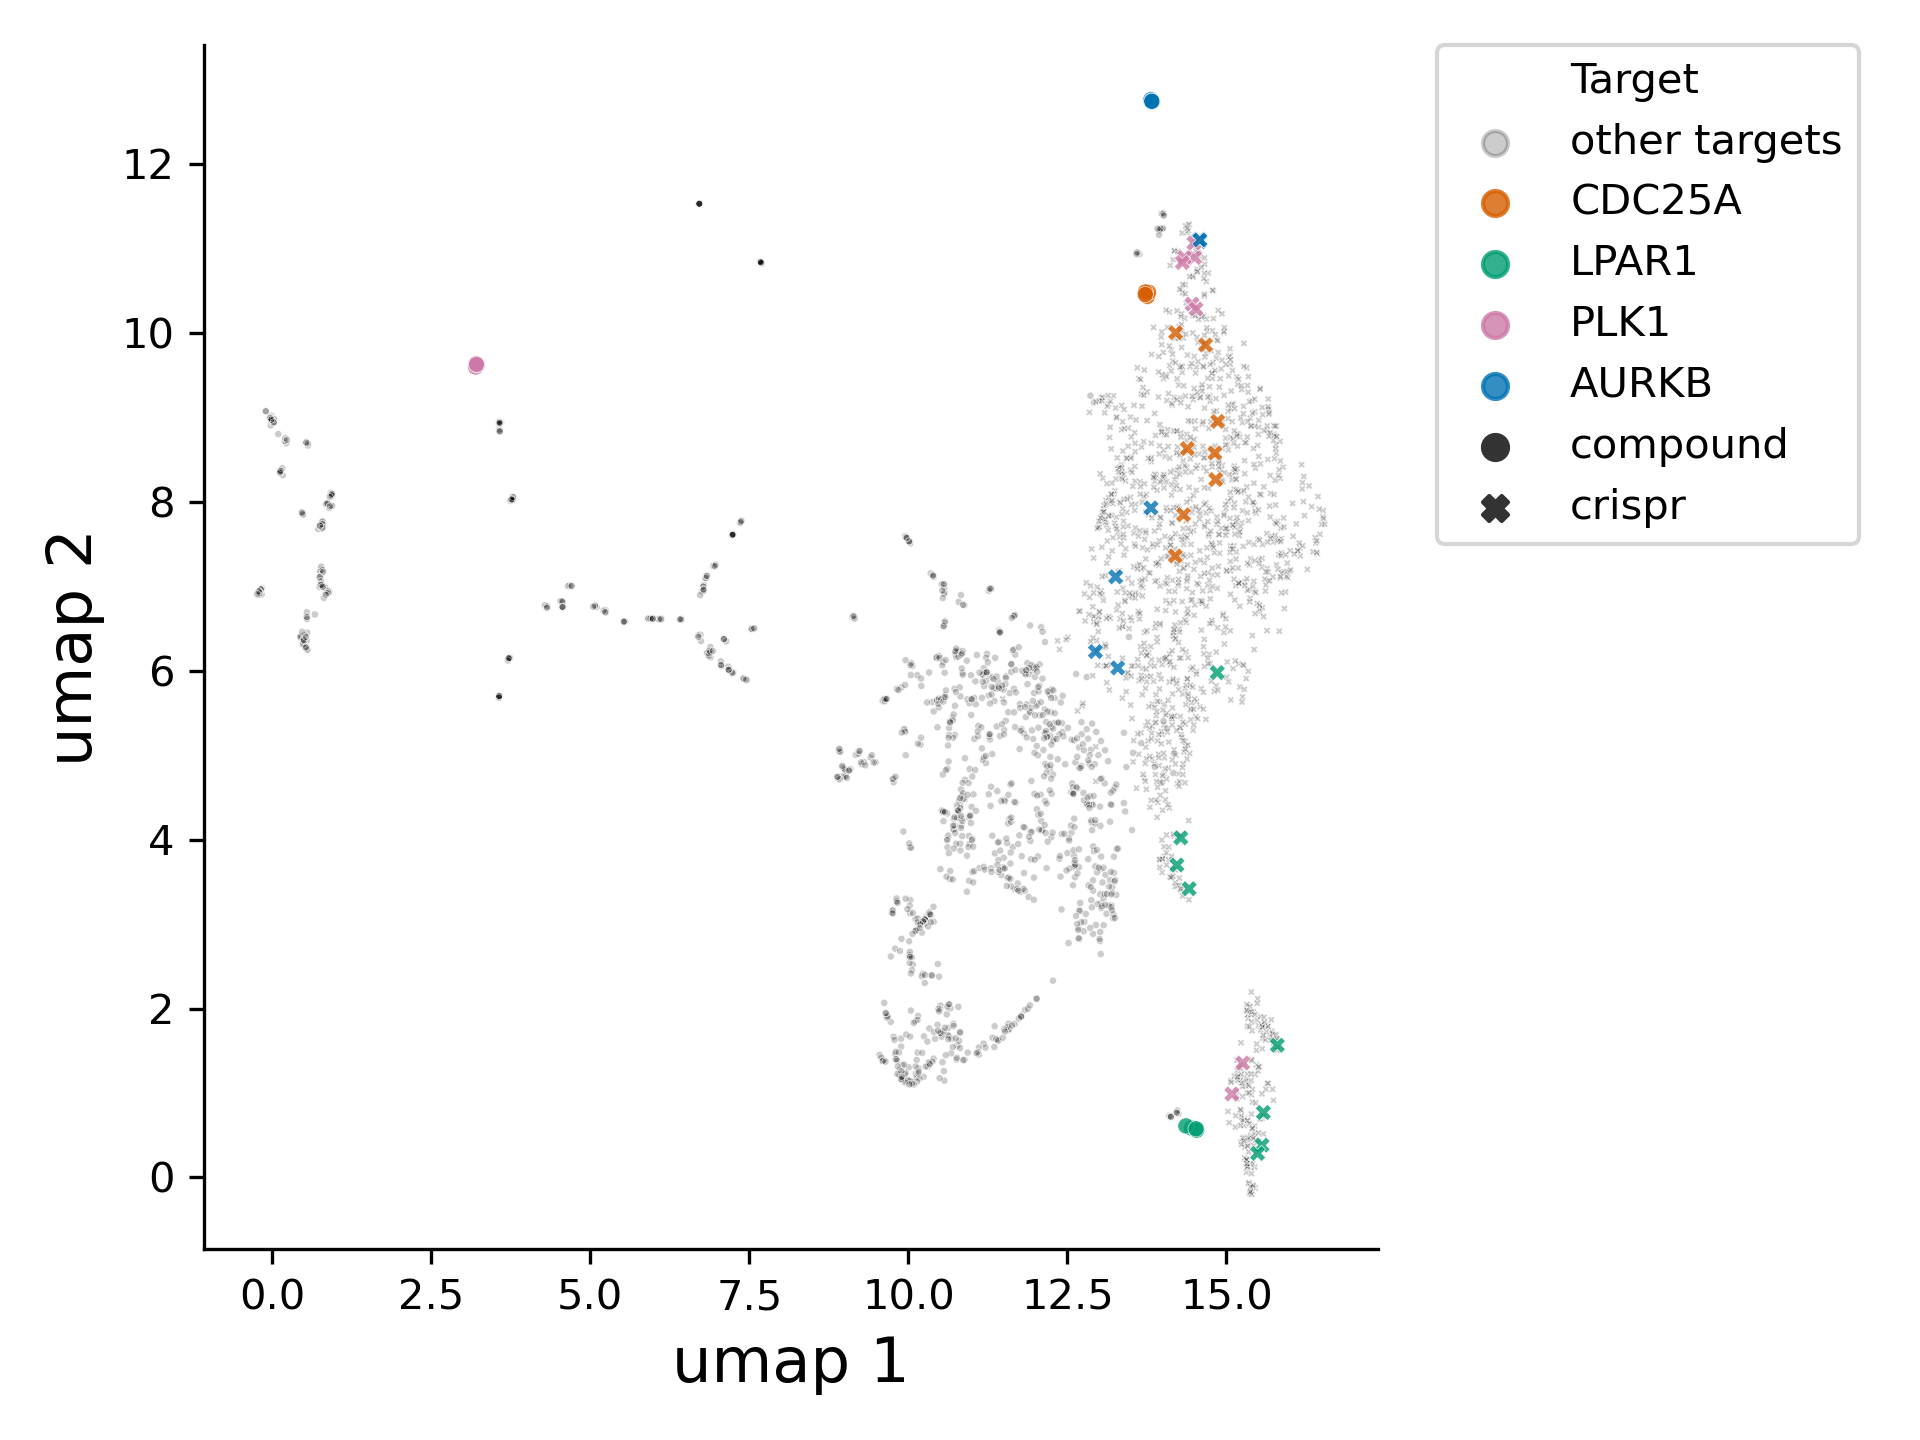 Target
other targets
CDC25A
LPAR1
PLK1
AURKB
compound
crispr
umap 2
12
10
8
6
4
2
0
0.0 2.5 5.0 7.5 10.0 12.5 15.0
umap 1